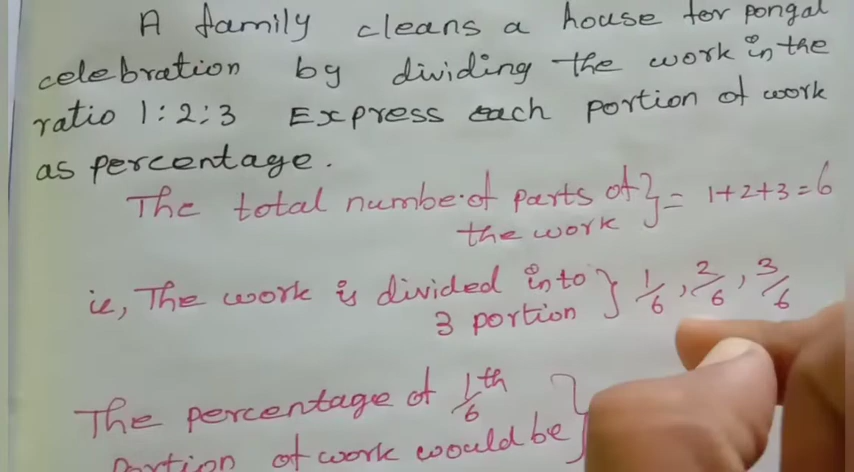 A family cleans a house for pongal
celebration by dividing the work in the
ratio 1:2:3 Express each portion of work
as percentage.
The total number of parts of } = 1+2+3=6
the work
ie, The work is divided into } 1/6, 2/6, 3/6
3 portion
The percentage of 1/6 th }
Portion of work would be